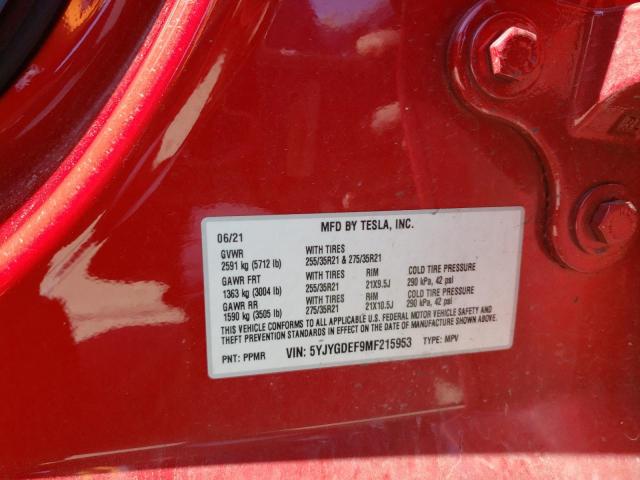 MFD BY TESLA, INC.
06/21
GVWR WITH TIRES
2591 kg (5712 lb) 255/35R21 & 275/35R21
GAWR FRT WITH TIRES RIM COLD TIRE PRESSURE
1363 kg (3004 lb) 255/35R21 21X9.5J 290 kPa, 42 psi
GAWR RR WITH TIRES RIM COLD TIRE PRESSURE
1590 kg (3505 lb) 275/35R21 21X10.5J 290 kPa, 42 psi
THIS VEHICLE CONFORMS TO ALL APPLICABLE U.S. FEDERAL MOTOR VEHICLE SAFETY AND
THEFT PREVENTION STANDARDS IN EFFECT ON THE DATE OF MANUFACTURE SHOWN ABOVE.
PNT: PPMR VIN: 5YJYGDEF9MF215953 TYPE: MPV